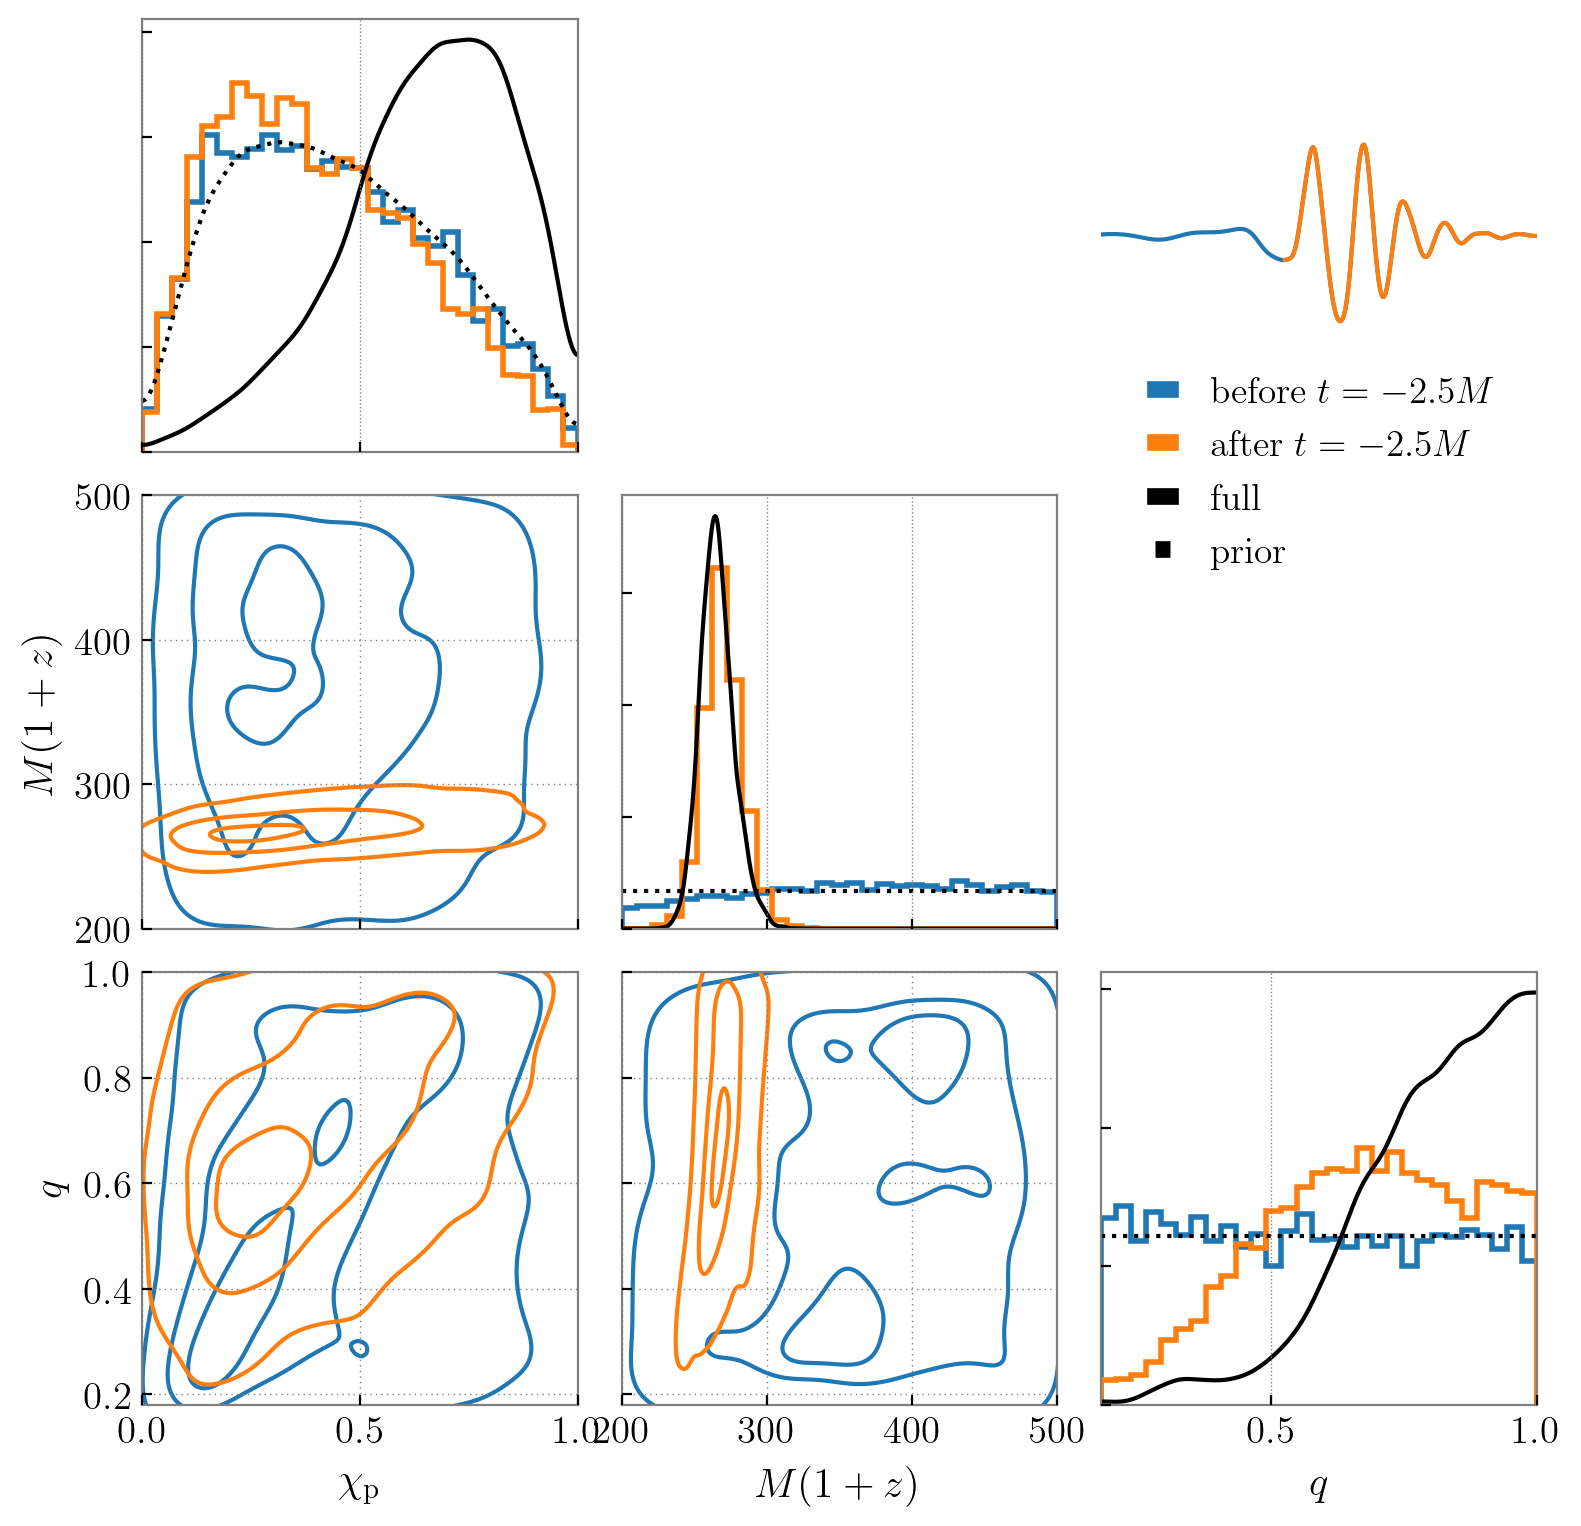 before t = −2.5M
after t = −2.5M
full
prior
500
400
300
200
M(1 + z)
1.0
0.8
0.6
0.4
0.2
q
0.0 0.5 1.0
200 300 400 500
0.5 1.0
χp
M(1 + z)
q